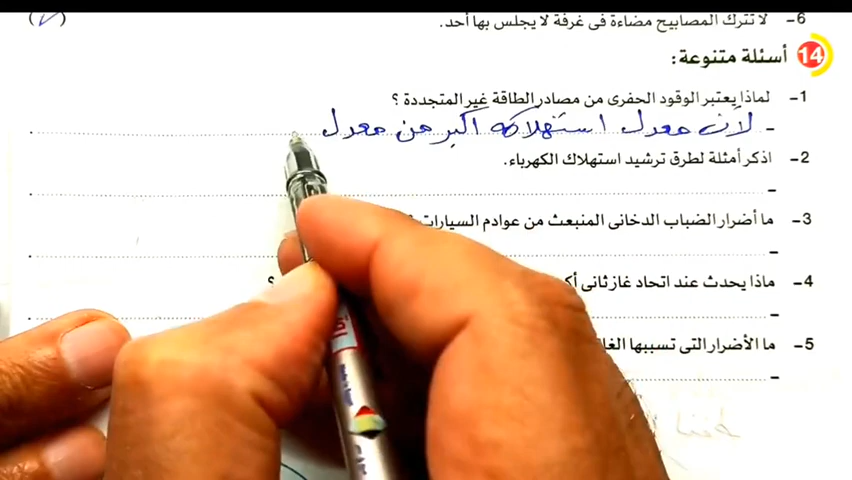 (✓)
6- لا تترك المصابيح مضاءة فى غرفة لا يجلس بها أحد.
14 أسئلة متنوعة:
1- لماذا يعتبر الوقود الحفرى من مصادر الطاقة غير المتجددة ؟
- لأن معدل استهلاكه أكبر من معدل
2- اذكر أمثلة لطرق ترشيد استهلاك الكهرباء.
3- ما أضرار الضباب الدخانى المنبعث من عوادم السيارات
4- ماذا يحدث عند اتحاد غاز ثانى ؟
5- ما الأضرار التى تسببها